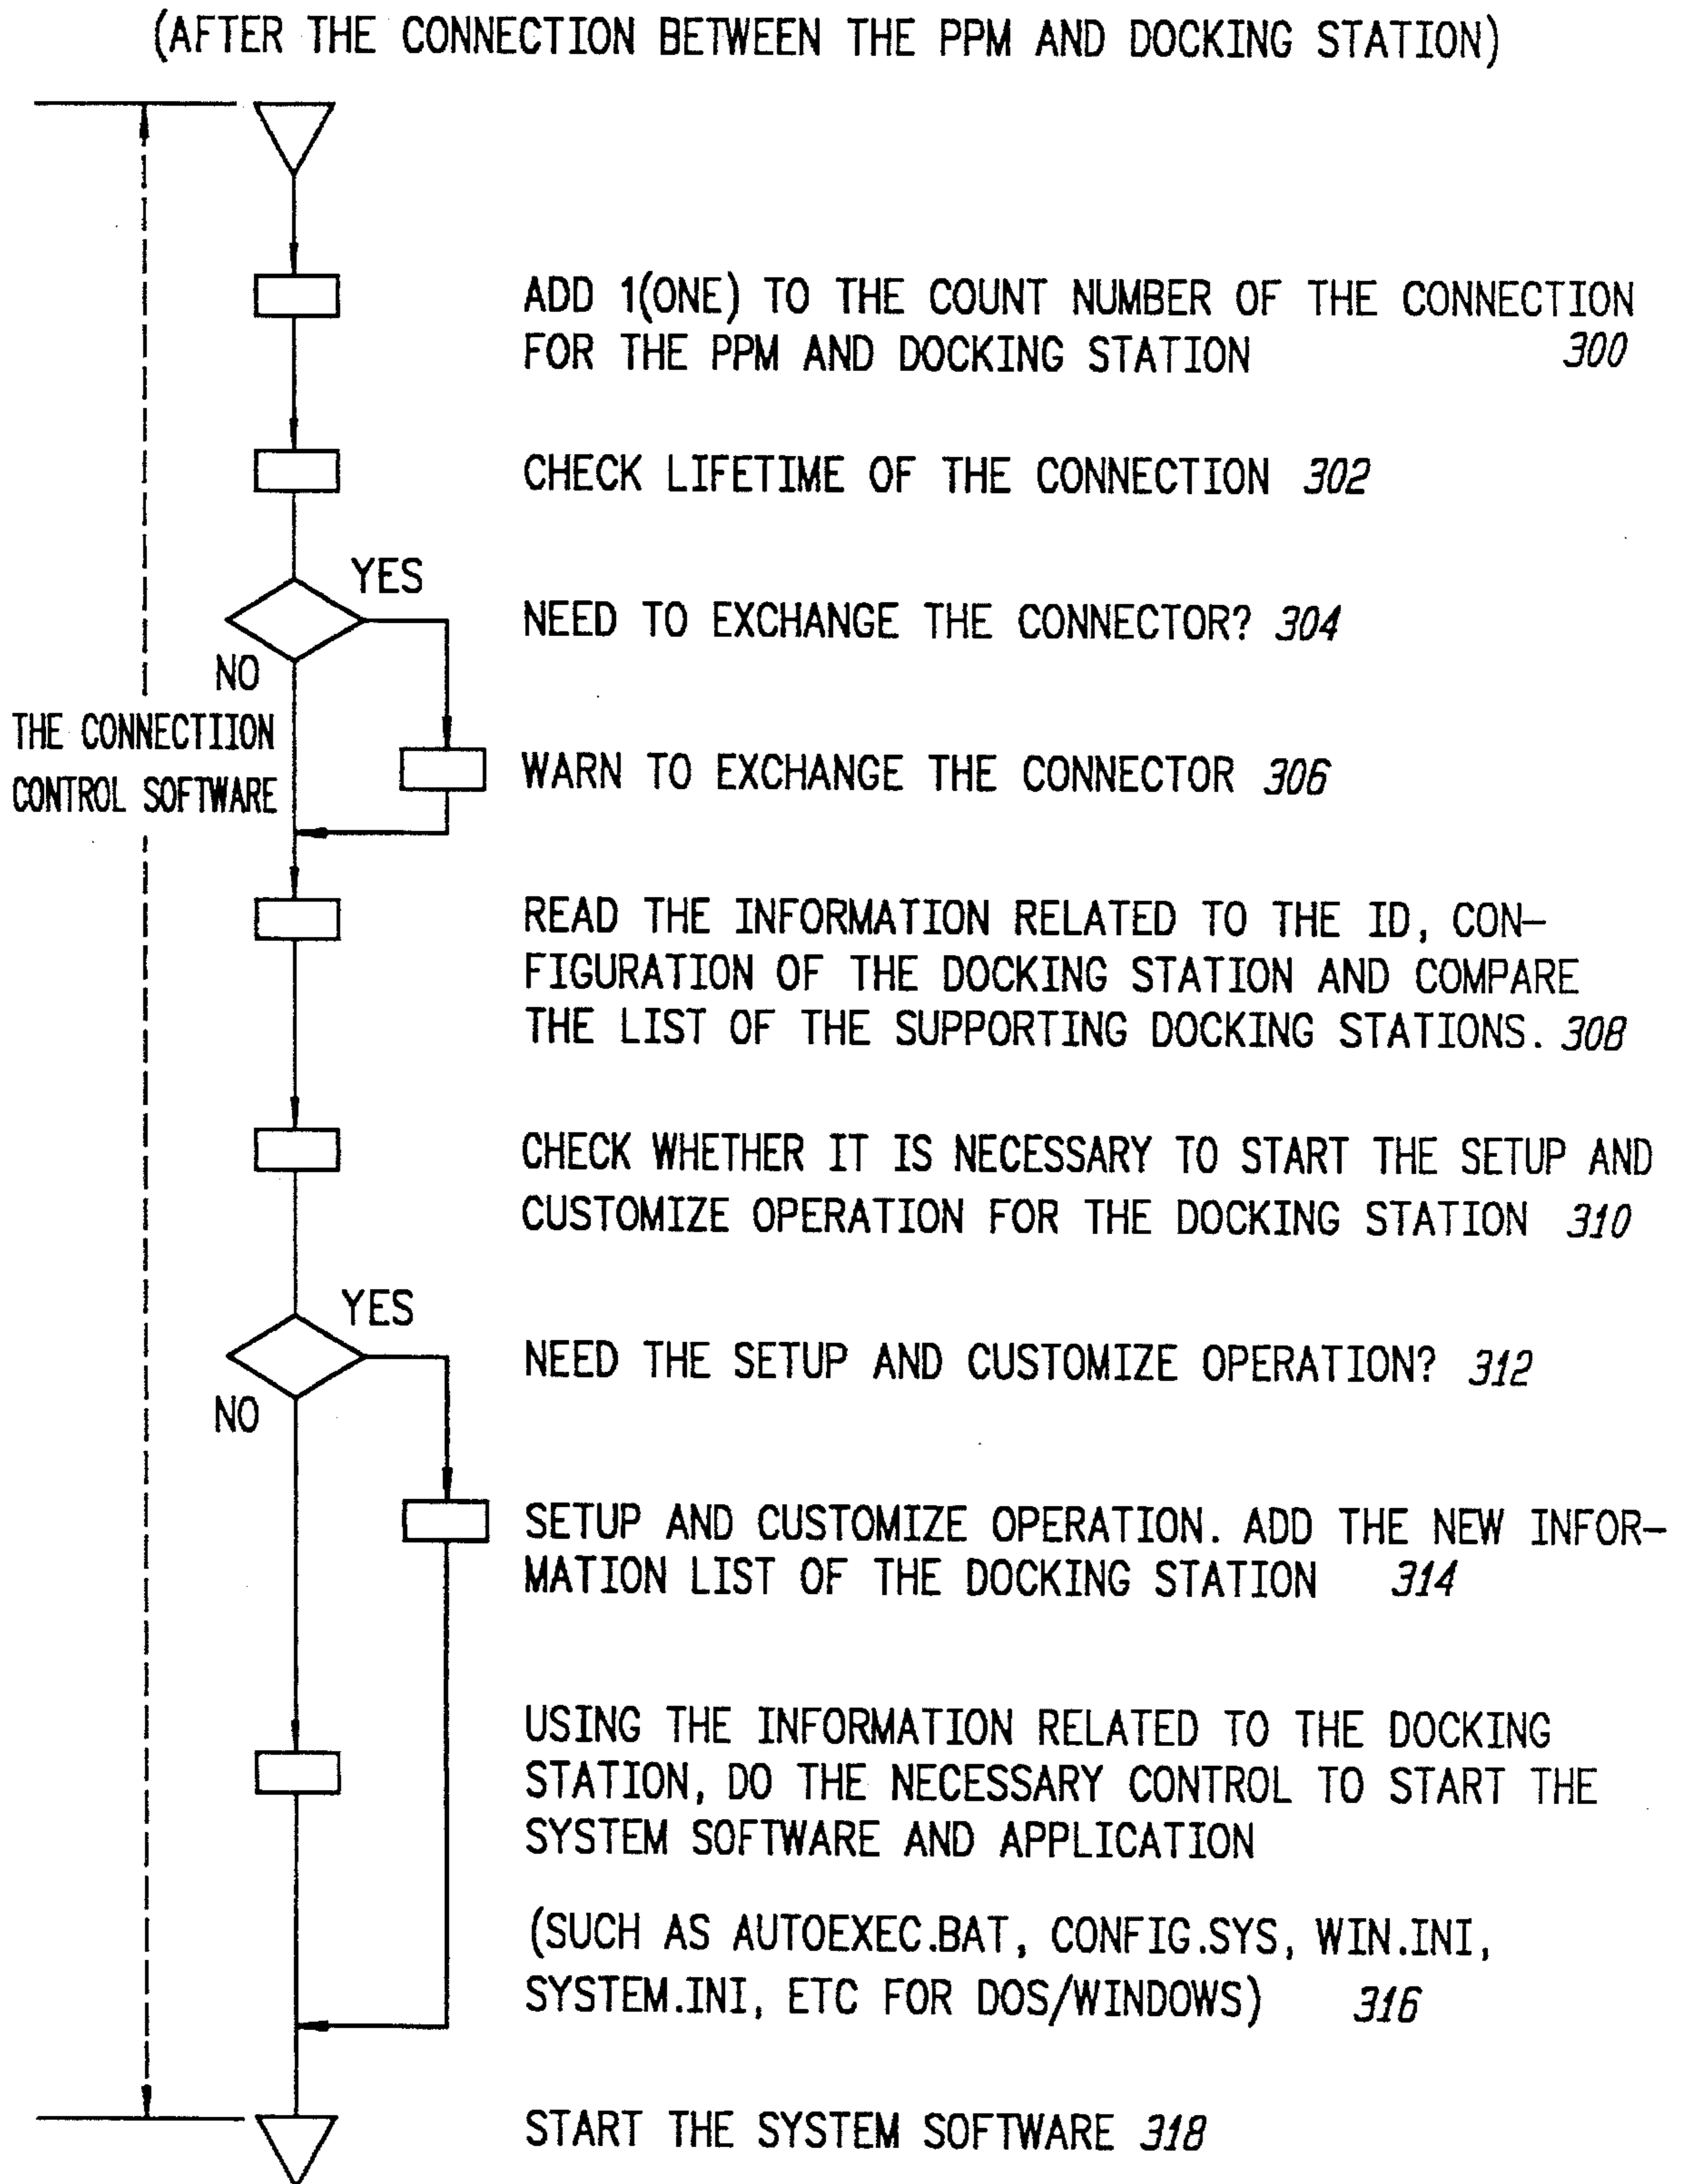 (AFTER THE CONNECTION BETWEEN THE PPM AND DOCKING STATION)
ADD 1(ONE) TO THE COUNT NUMBER OF THE CONNECTION
FOR THE PPM AND DOCKING STATION 300
CHECK LIFETIME OF THE CONNECTION 302
YES
NEED TO EXCHANGE THE CONNECTOR? 304
NO
THE CONNECTIION
CONTROL SOFTWARE
WARN TO EXCHANGE THE CONNECTOR 306
READ THE INFORMATION RELATED TO THE ID, CON-
FIGURATION OF THE DOCKING STATION AND COMPARE
THE LIST OF THE SUPPORTING DOCKING STATIONS. 308
CHECK WHETHER IT IS NECESSARY TO START THE SETUP AND
CUSTOMIZE OPERATION FOR THE DOCKING STATION 310
YES
NEED THE SETUP AND CUSTOMIZE OPERATION? 312
NO
SETUP AND CUSTOMIZE OPERATION. ADD THE NEW INFOR-
MATION LIST OF THE DOCKING STATION 314
USING THE INFORMATION RELATED TO THE DOCKING
STATION, DO THE NECESSARY CONTROL TO START THE
SYSTEM SOFTWARE AND APPLICATION
(SUCH AS AUTOEXEC.BAT, CONFIG.SYS, WIN.INI,
SYSTEM.INI, ETC FOR DOS/WINDOWS) 316
START THE SYSTEM SOFTWARE 318